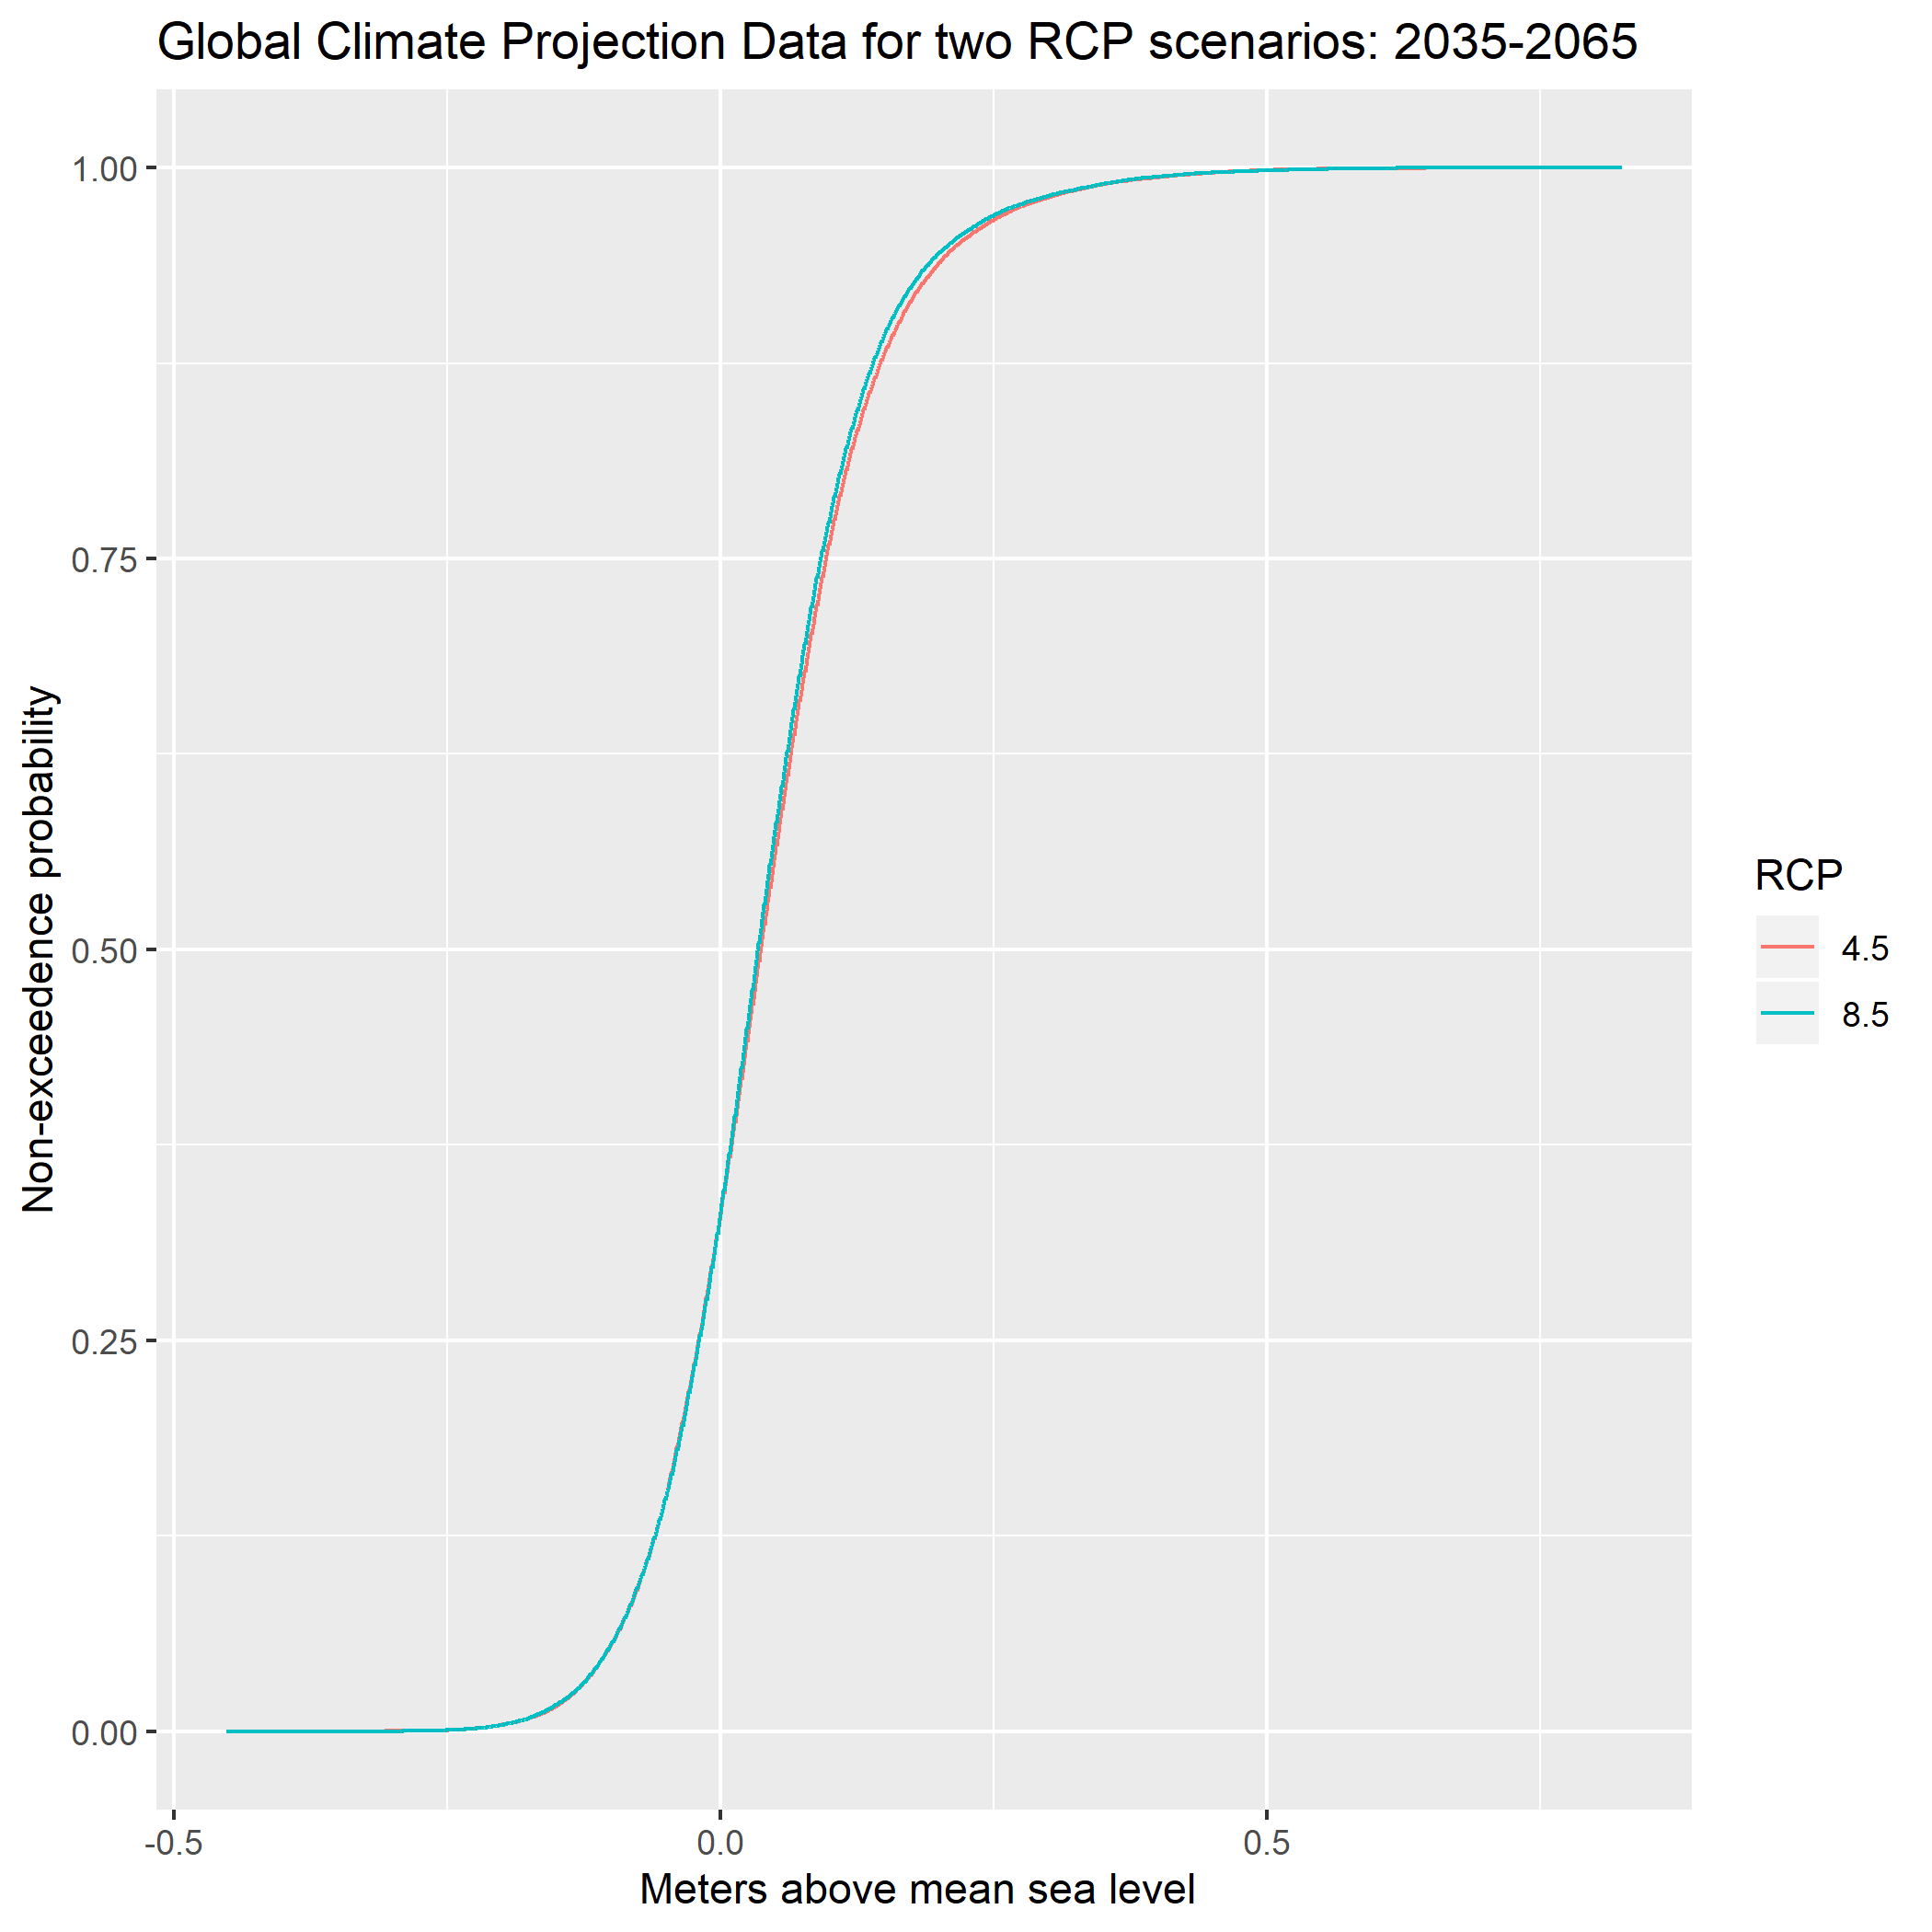 Global Climate Projection Data for two RCP scenarios: 2035-2065
1.00
0.75
0.50
0.25
0.00
Non-exceedence probability
-0.5 0.0 0.5
Meters above mean sea level
RCP
4.5
8.5